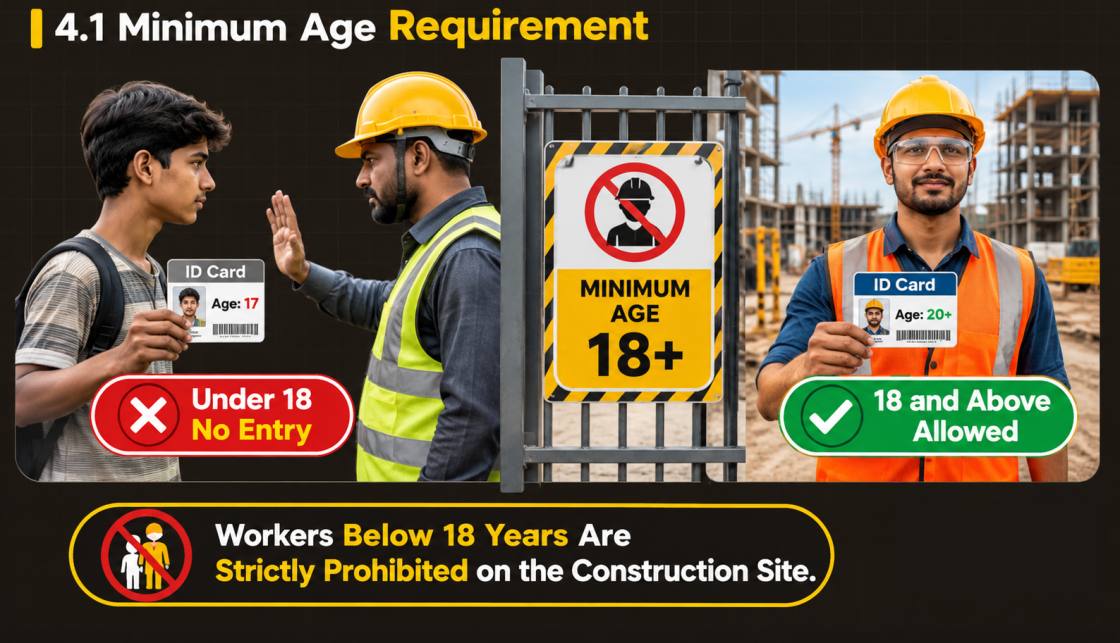 4.1 Minimum Age Requirement
ID Card
Age: 17
Under 18
No Entry
MINIMUM
AGE
18+
ID Card
Age: 20+
18 and Above
Allowed
Workers Below 18 Years Are
Strictly Prohibited on the Construction Site.